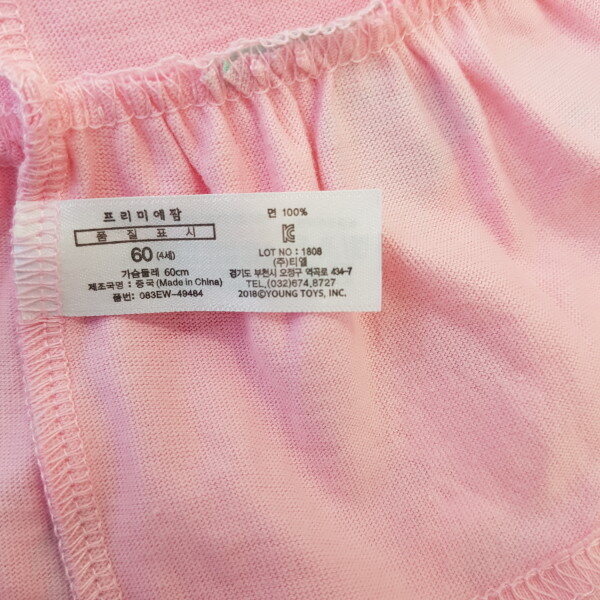 프리미에쨤
품질표시
60 (4세)
가슴둘레 60cm
제조국명 : 중국 (Made in China)
품번: 083EW-49484
면 100%
LOT NO : 1808
(주)티엘
경기도 부천시 오정구 역곡로 434-7
TEL,(032)674,8727
2018©YOUNG TOYS, INC.